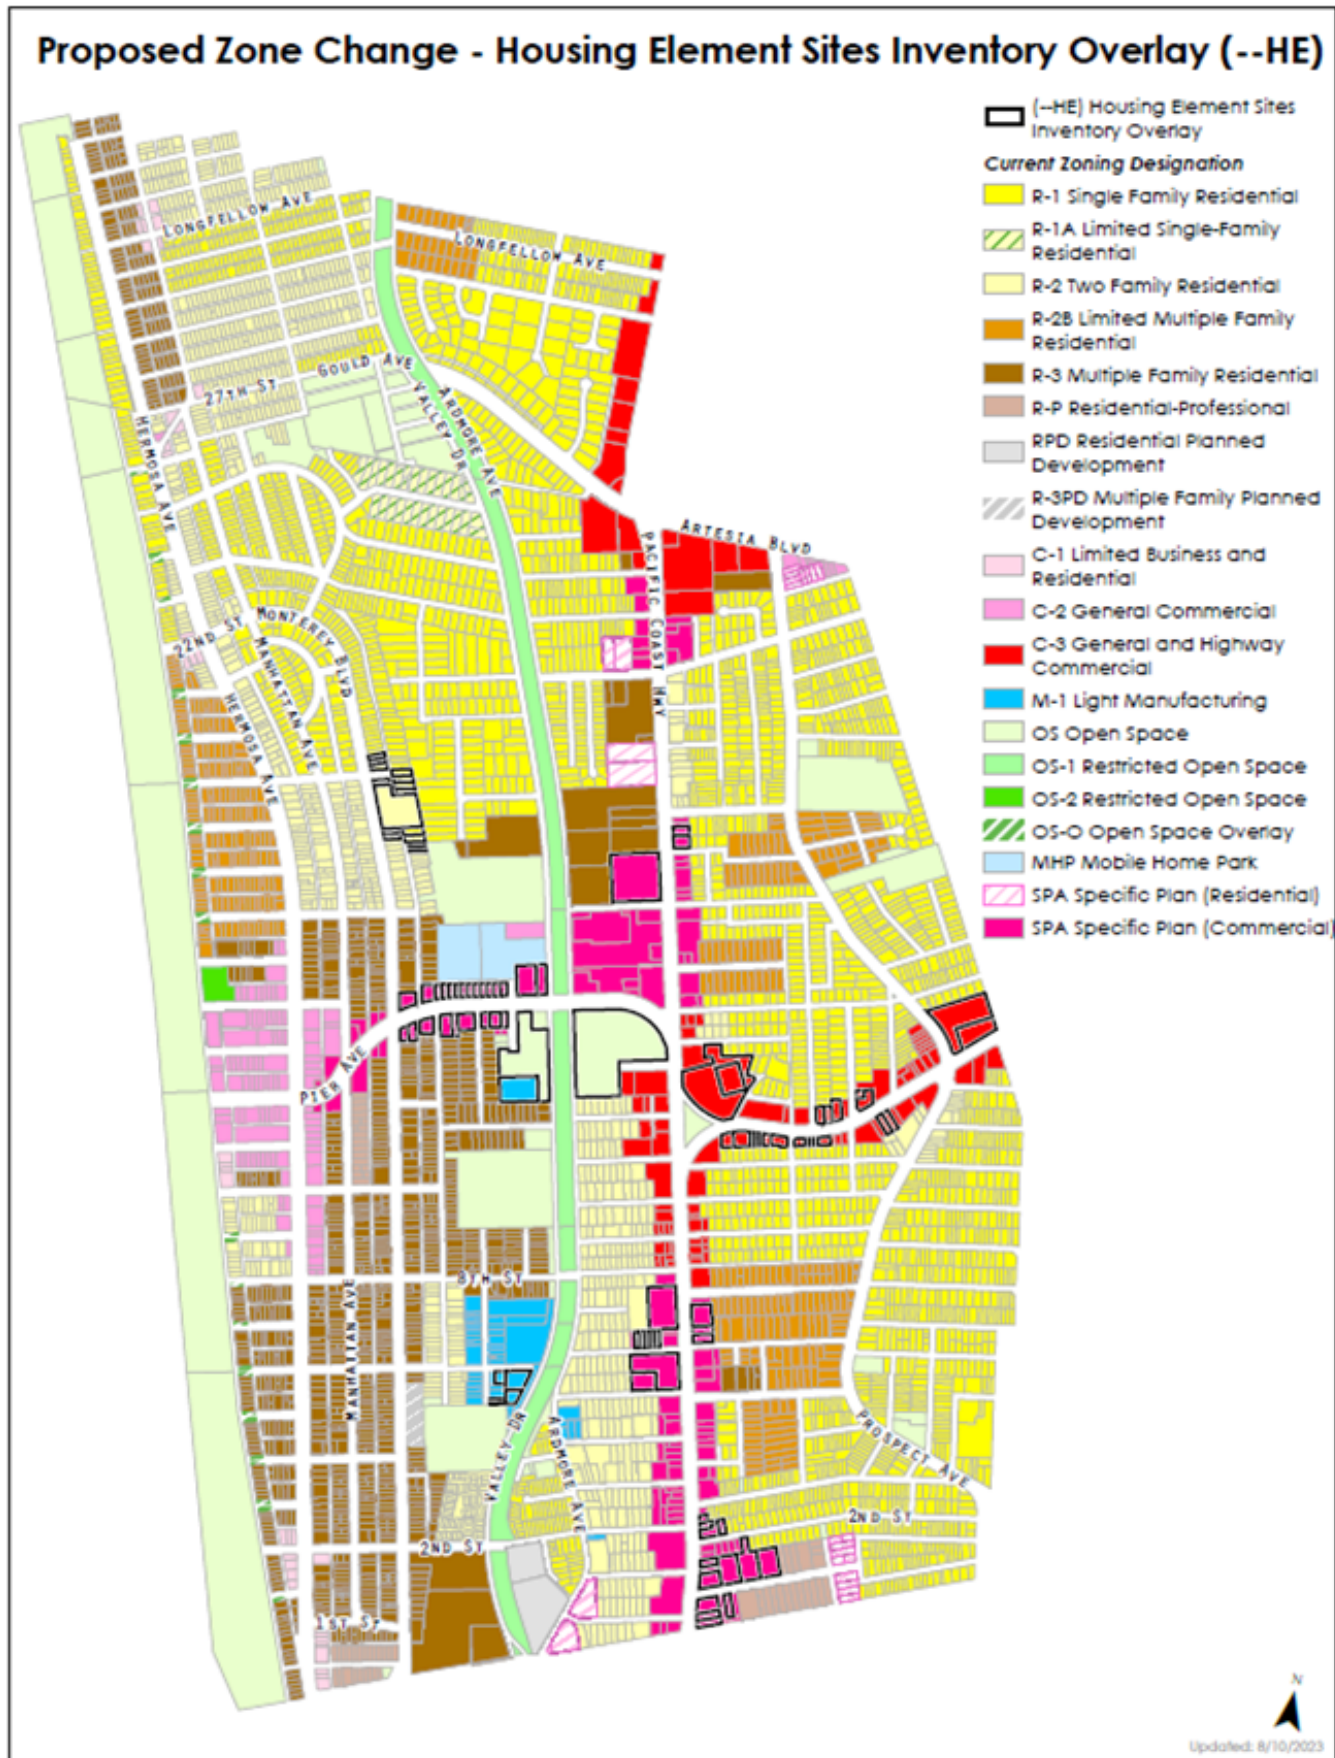 Proposed Zone Change - Housing Element Sites Inventory Overlay (--HE)
(--HE) Housing Element Sites
Inventory Overlay
Current Zoning Designation
R-1 Single Family Residential
R-1A Limited Single-Family
Residential
R-2 Two Family Residential
R-2B Limited Multiple Family
Residential
R-3 Multiple Family Residential
R-P Residential-Professional
RPD Residential Planned
Development
R-3PD Multiple Family Planned
Development
C-1 Limited Business and
Residential
C-2 General Commercial
C-3 General and Highway
Commercial
M-1 Light Manufacturing
OS Open Space
OS-1 Restricted Open Space
OS-2 Restricted Open Space
OS-O Open Space Overlay
MHP Mobile Home Park
SPA Specific Plan (Residential)
SPA Specific Plan (Commercial)
LONGFELLOW AVE
LONGFELLOW AVE
GOULD AVE
27TH ST
VALLEY DR
ARDMORE AVE
HERMOSA AVE
ARTESIA BLVD
PACIFIC COAST HWY
22ND ST
MONTEREY BLVD
MANHATTAN AVE
HERMOSA AVE
PIER AVE
8TH ST
MANHATTAN AVE
VALLEY DR
ARDMORE AVE
PROSPECT AVE
2ND ST
2ND ST
1ST ST
N
Updated: 8/10/2023